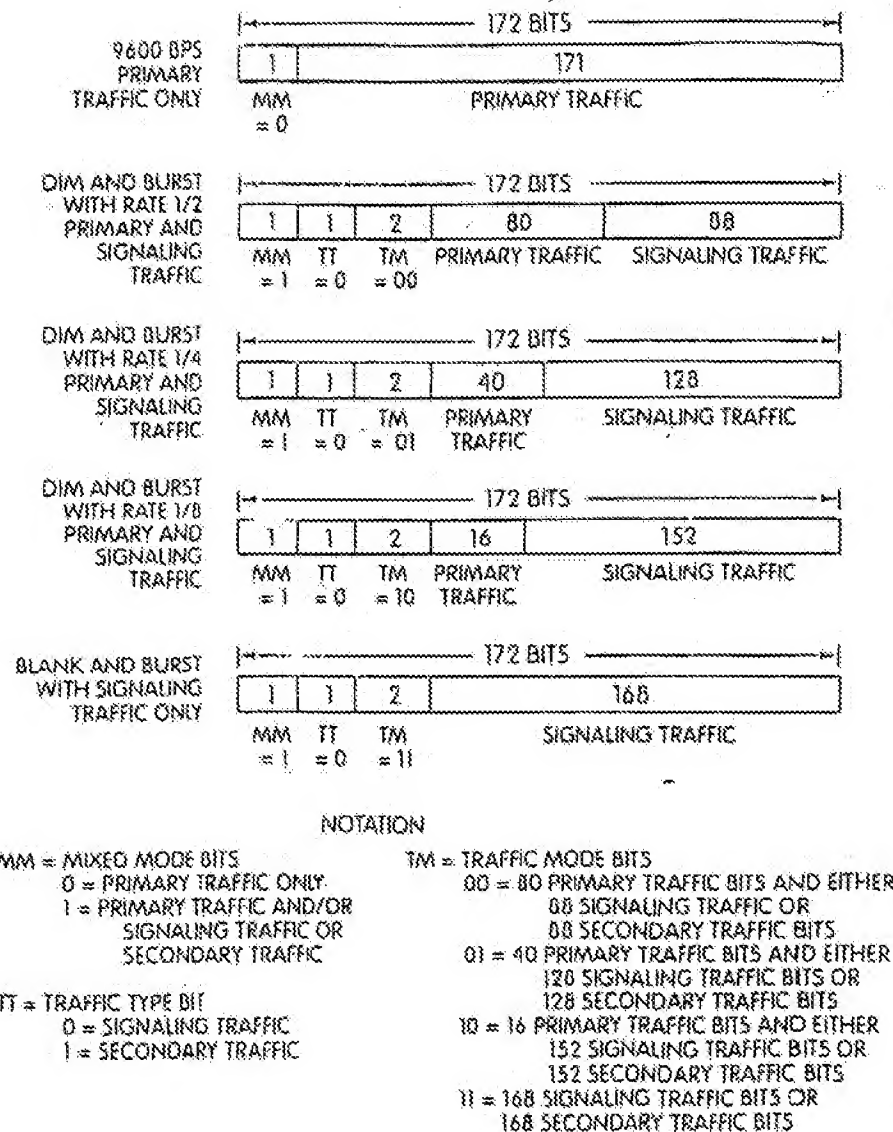 172 BITS
9600 BPS
PRIMARY
TRAFFIC ONLY
1 171
MM PRIMARY TRAFFIC
= 0
DIM AND BURST
WITH RATE 1/2
PRIMARY AND
SIGNALING
TRAFFIC
172 BITS
1 1 2 80 88
MM TT TM PRIMARY TRAFFIC SIGNALING TRAFFIC
= 1 = 0 = 00
DIM AND BURST
WITH RATE 1/4
PRIMARY AND
SIGNALING
TRAFFIC
172 BITS
1 1 2 40 128
MM TT TM PRIMARY SIGNALING TRAFFIC
= 1 = 0 = 01 TRAFFIC
DIM AND BURST
WITH RATE 1/8
PRIMARY AND
SIGNALING
TRAFFIC
172 BITS
1 1 2 16 152
MM TT TM PRIMARY SIGNALING TRAFFIC
= 1 = 0 = 10 TRAFFIC
BLANK AND BURST
WITH SIGNALING
TRAFFIC ONLY
172 BITS
1 1 2 168
MM TT TM SIGNALING TRAFFIC
= 1 = 0 = 11
NOTATION
MM = MIXED MODE BITS
0 = PRIMARY TRAFFIC ONLY
1 = PRIMARY TRAFFIC AND/OR
SIGNALING TRAFFIC OR
SECONDARY TRAFFIC
TT = TRAFFIC TYPE BIT
0 = SIGNALING TRAFFIC
1 = SECONDARY TRAFFIC
TM = TRAFFIC MODE BITS
00 = 80 PRIMARY TRAFFIC BITS AND EITHER
88 SIGNALING TRAFFIC OR
88 SECONDARY TRAFFIC BITS
01 = 40 PRIMARY TRAFFIC BITS AND EITHER
128 SIGNALING TRAFFIC BITS OR
128 SECONDARY TRAFFIC BITS
10 = 16 PRIMARY TRAFFIC BITS AND EITHER
152 SIGNALING TRAFFIC BITS OR
152 SECONDARY TRAFFIC BITS
11 = 168 SIGNALING TRAFFIC BITS OR
168 SECONDARY TRAFFIC BITS